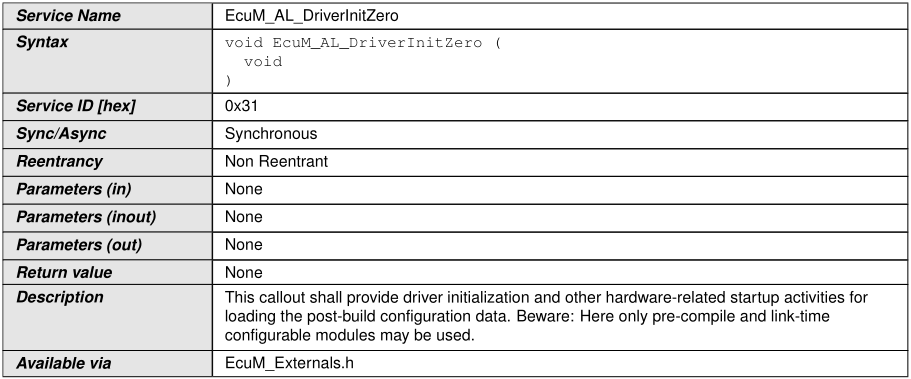 Service Name EcuM_AL_DriverInitZero
Syntax void EcuM_AL_DriverInitZero (
void
)
Service ID [hex] 0x31
Sync/Async Synchronous
Reentrancy Non Reentrant
Parameters (in) None
Parameters (inout) None
Parameters (out) None
Return value None
Description This callout shall provide driver initialization and other hardware-related startup activities for
loading the post-build configuration data. Beware: Here only pre-compile and link-time
configurable modules may be used.
Available via EcuM_Externals.h